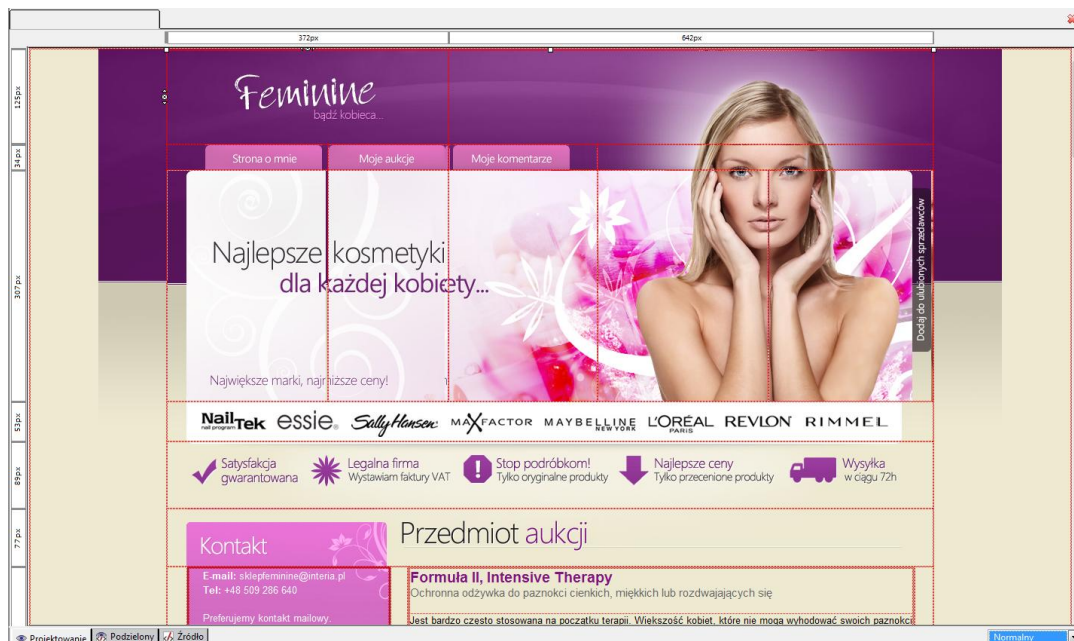 372px
642px
125px
Feminine
bądź kobieca...
34px
Strona o mnie
Moje aukcje
Moje komentarze
307px
Najlepsze kosmetyki
dla każdej kobiety...
Dodaj do ulubionych sprzedawców
Największe marki, najniższe ceny!
53px
NailTek
nail program
essie.
Sally Hansen
MAXFACTOR
MAYBELLINE
NEW YORK
L'ORÉAL
PARIS
REVLON
RIMMEL
89px
Satysfakcja
gwarantowana
Legalna firma
Wystawiam faktury VAT
Stop podróbkom!
Tylko oryginalne produkty
Najlepsze ceny
Tylko przecenione produkty
Wysyłka
w ciągu 72h
77px
Kontakt
Przedmiot aukcji
E-mail: sklepfeminine@interia.pl
Tel: +48 509 286 640
Preferujemy kontakt mailowy.
Formuła II, Intensive Therapy
Ochronna odżywka do paznokci cienkich, miękkich lub rozdwajających się
Jest bardzo często stosowana na początku terapii. Większość kobiet, które nie mogą wyhodować swoich paznokci
Projektowanie
Podzielony
Źródło
Normalny